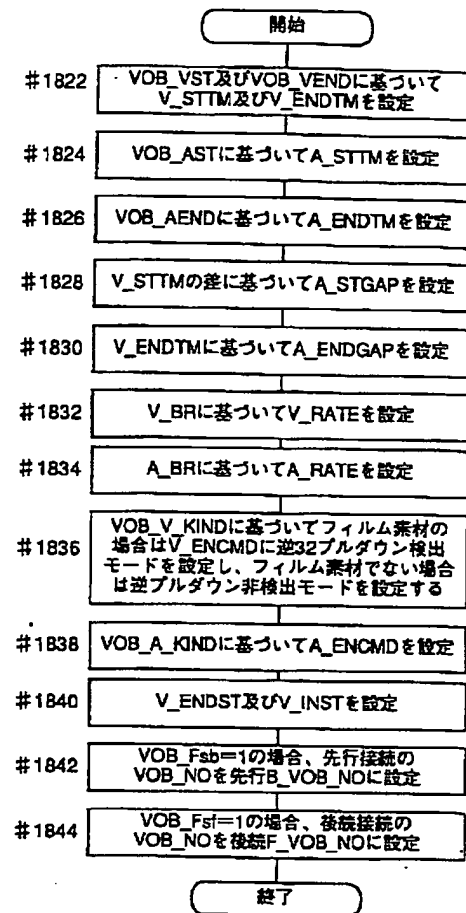 開始
#1822
VOB_VST及びVOB_VENDに基づいて
V_STTM及びV_ENDTMを設定
#1824
VOB_ASTに基づいてA_STTMを設定
#1826
VOB_AENDに基づいてA_ENDTMを設定
#1828
V_STTMの差に基づいてA_STGAPを設定
#1830
V_ENDTMに基づいてA_ENDGAPを設定
#1832
V_BRに基づいてV_RATEを設定
#1834
A_BRに基づいてA_RATEを設定
#1836
VOB_V_KINDに基づいてフィルム素材の
場合はV_ENCMDに逆32プルダウン検出
モードを設定し、フィルム素材でない場合
は逆プルダウン非検出モードを設定する
#1838
VOB_A_KINDに基づいてA_ENCMDを設定
#1840
V_ENDST及びV_INSTを設定
#1842
VOB_Fsb=1の場合、先行接続の
VOB_NOを先行B_VOB_NOに設定
#1844
VOB_Fsf=1の場合、後続接続の
VOB_NOを後続F_VOB_NOに設定
終了